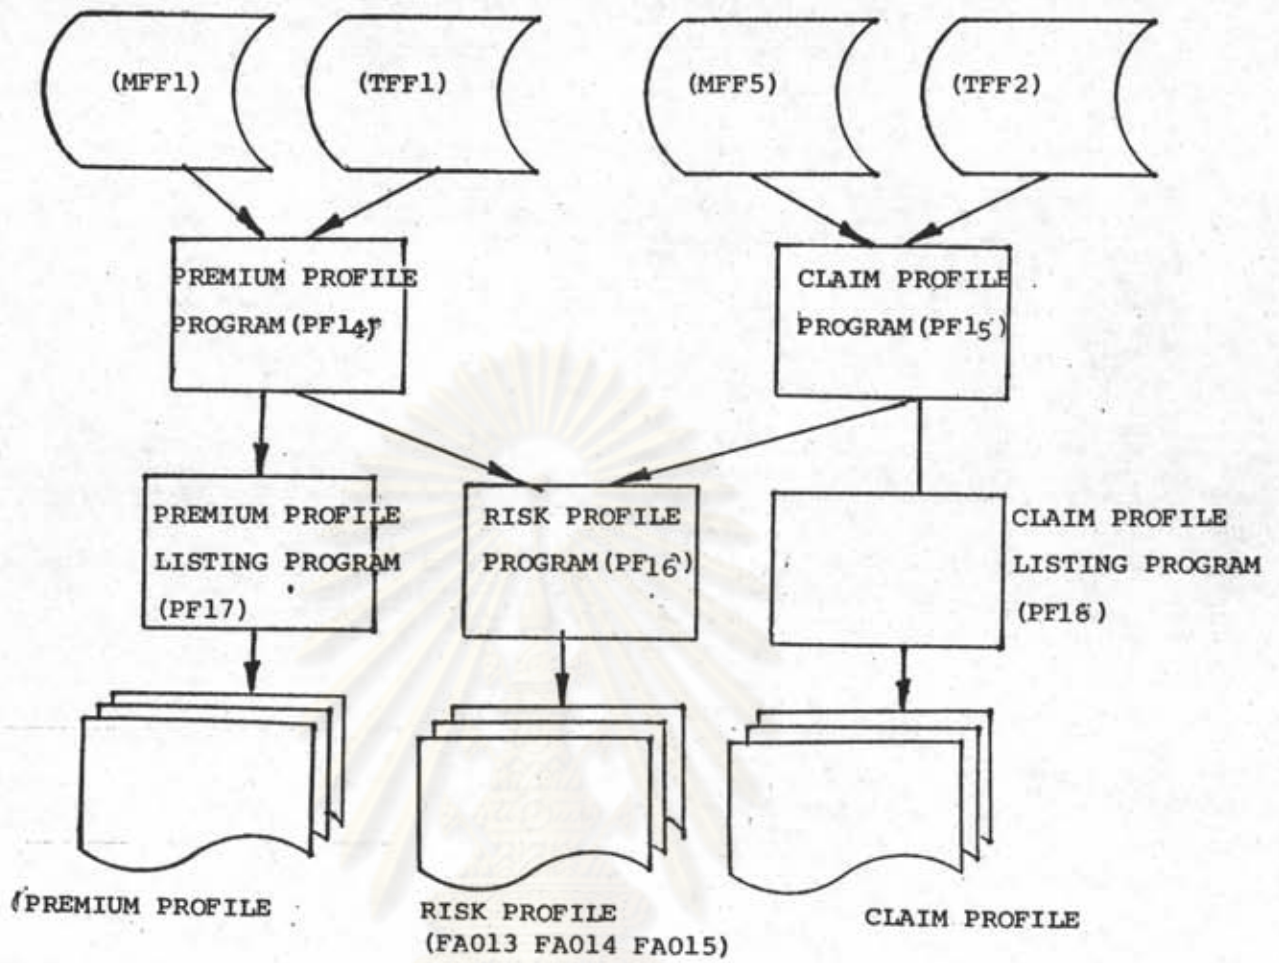 (MFF1)
(TFF1)
(MFF5)
(TFF2)
PREMIUM PROFILE
PROGRAM(PF14)
CLAIM PROFILE
PROGRAM(PF15)
PREMIUM PROFILE
LISTING PROGRAM
(PF17)
RISK PROFILE
PROGRAM(PF16)
CLAIM PROFILE
LISTING PROGRAM
PREMIUM PROFILE
RISK PROFILE
(FA013 FA014 FA015)
CLAIM PROFILE